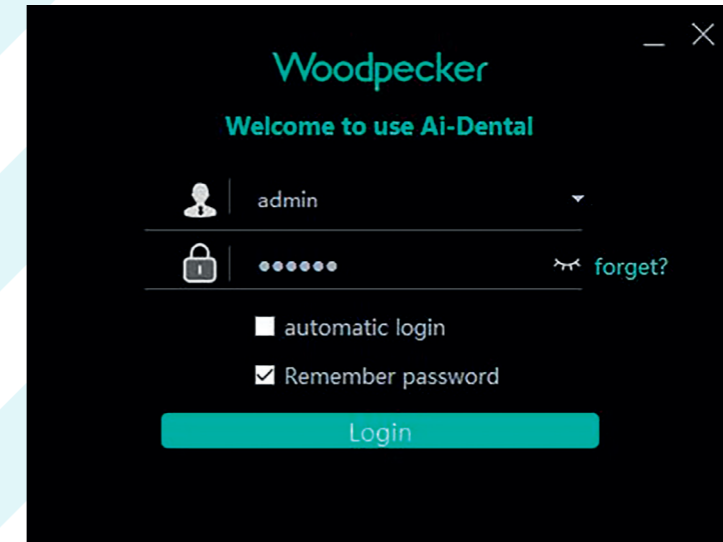 Woodpecker
Welcome to use Ai-Dental
admin
forget?
automatic login
Remember password
Login